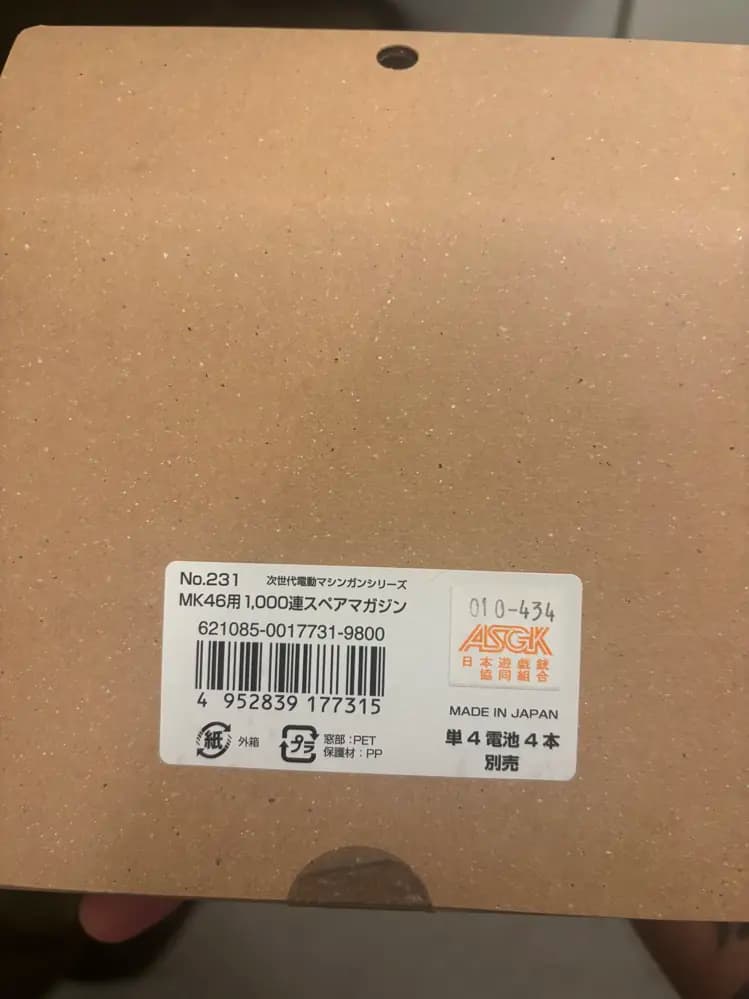 No.231 次世代電動マシンガンシリーズ
MK46用1,000連スペアマガジン
621085-0017731-9800
4 952839 177315
紙 外箱
プラ 窓部:PET
保護材:PP
010-434
ASGK
日本遊戯銃
協同組合
MADE IN JAPAN
単4電池4本
別売